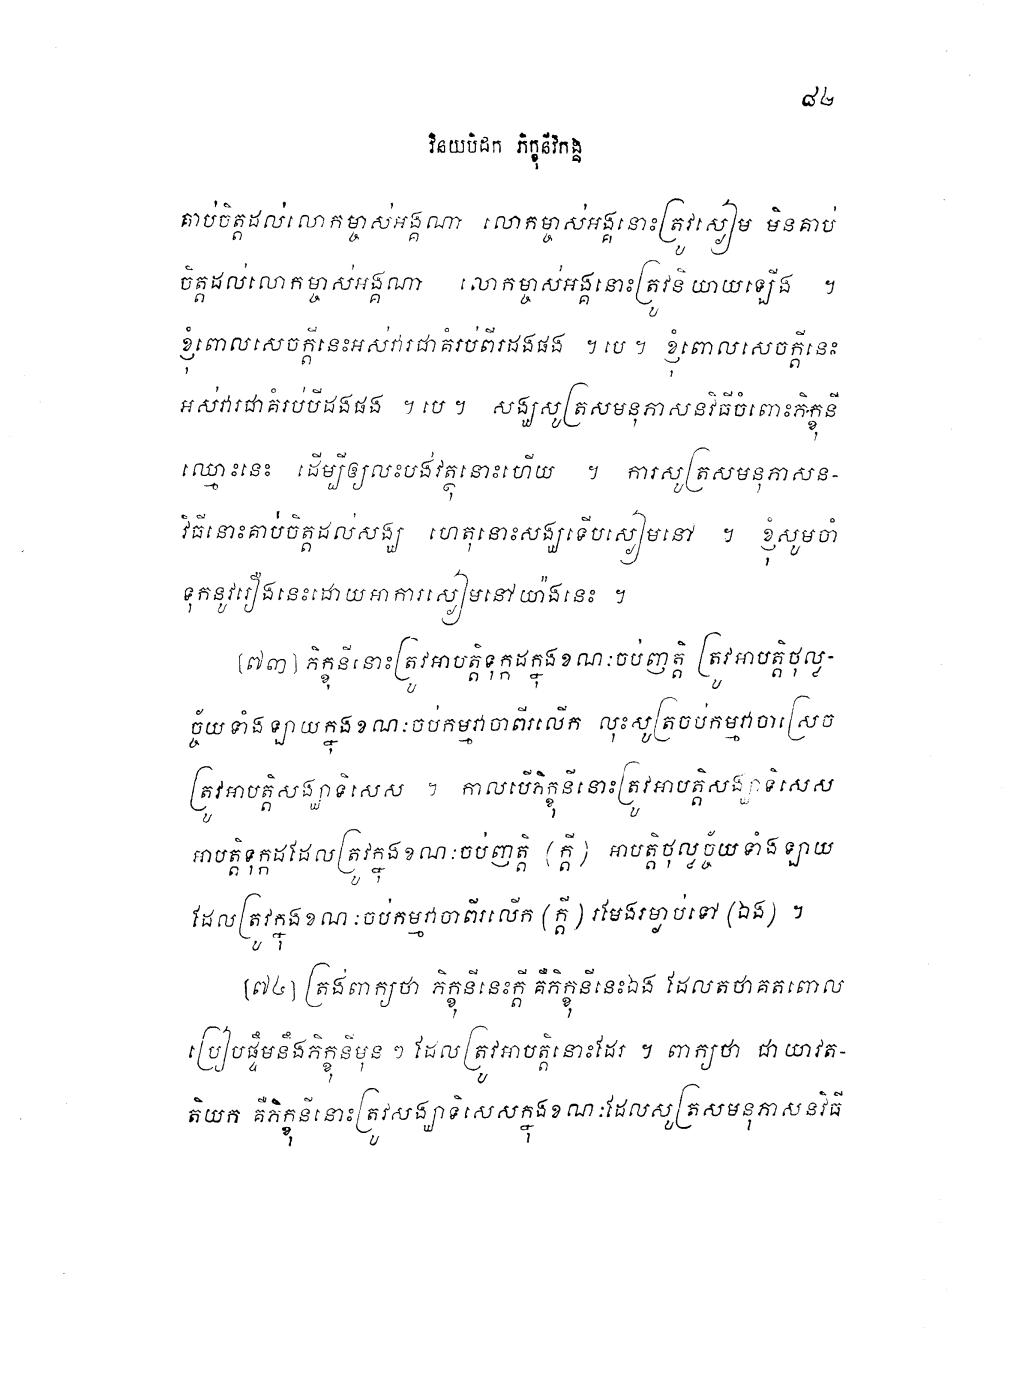 ៨៤
វិនយបិដក ភិក្ខុនីវិភង្គ
គាប់ចិត្តដល់លោកម្ចាស់អង្គណា លោកម្ចាស់អង្គនោះត្រូវស្ងៀម មិនគាប់
ចិត្តដល់លោកម្ចាស់អង្គណា លោកម្ចាស់អង្គនោះត្រូវនិយាយឡើង ។
ខ្ញុំពោលសេចក្តីនេះអស់វារជាគំរប់ពីរដងផង ។ បេ ។ ខ្ញុំពោលសេចក្តីនេះ
អស់វារជាគំរប់បីដងផង ។ បេ ។ សង្ឃសូត្រសមនុភាសនវិធីចំពោះភិក្ខុនី
ឈ្មោះនេះ ដើម្បីឲ្យលះបង់វត្ថុនោះហើយ ។ ការសូត្រសមនុភាសន-
វិធីនោះគាប់ចិត្តដល់សង្ឃ ហេតុនោះសង្ឃទើបស្ងៀមនៅ ។ ខ្ញុំសូមចាំ
ទុកនូវរឿងនេះដោយអាការស្ងៀមនៅយ៉ាងនេះ ។
[៧៣] ភិក្ខុនីនោះត្រូវអាបត្តិទុក្កដក្នុងខណៈចប់ញត្តិ ត្រូវអាបត្តិថុល្ល-
ច្ច័យទាំងឡាយក្នុងខណៈចប់កម្មវាចាពីរលើក លុះសូត្រចប់កម្មវាចាស្រេច
ត្រូវអាបត្តិសង្ឃាទិសេស ។ កាលបើភិក្ខុនីនោះត្រូវអាបត្តិសង្ឃាទិសេស
អាបត្តិទុក្កដដែលត្រូវក្នុងខណៈចប់ញត្តិ (ក្តី) អាបត្តិថុល្លច្ច័យទាំងឡាយ
ដែលត្រូវក្នុងខណៈចប់កម្មវាចាពីរលើក (ក្តី) រមែងរម្ងាប់ទៅ (ឯង) ។
[៧៤] ត្រង់ពាក្យថា ភិក្ខុនីនេះក្តី គឺភិក្ខុនីនេះឯង ដែលតថាគតពោល
ប្រៀបផ្ទឹមនឹងភិក្ខុនីមុន ៗ ដែលត្រូវអាបត្តិនោះដែរ ។ ពាក្យថា ជាយាវត-
តិយក គឺភិក្ខុនីនោះត្រូវសង្ឃាទិសេសក្នុងខណៈដែលសូត្រសមនុភាសនវិធី